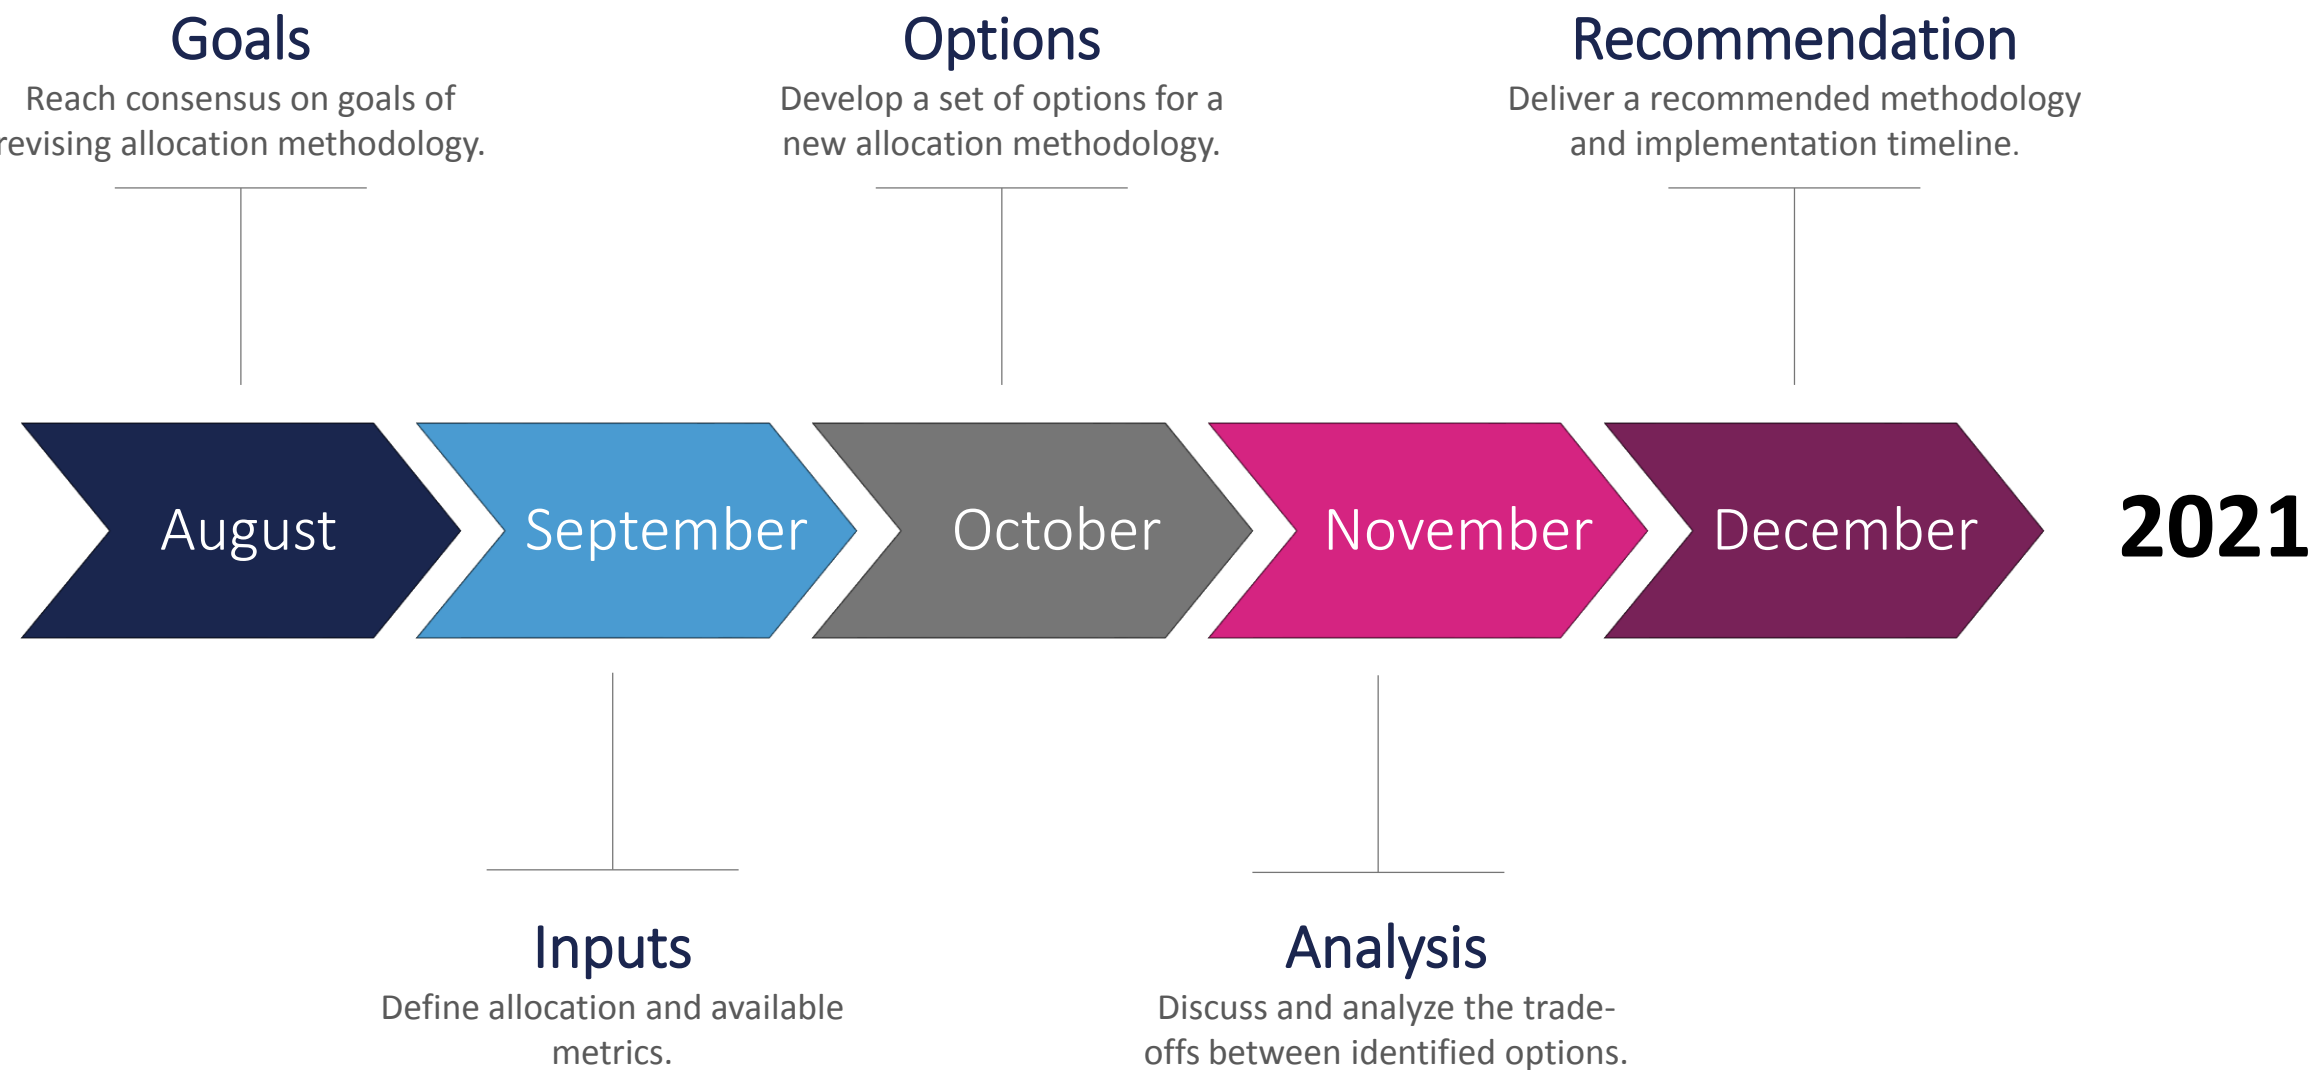 Goals
Reach consensus on goals of
revising allocation methodology.
Options
Develop a set of options for a
new allocation methodology.
Recommendation
Deliver a recommended methodology
and implementation timeline.
August
September
October
November
December
2021
Inputs
Define allocation and available
metrics.
Analysis
Discuss and analyze the trade-
offs between identified options.